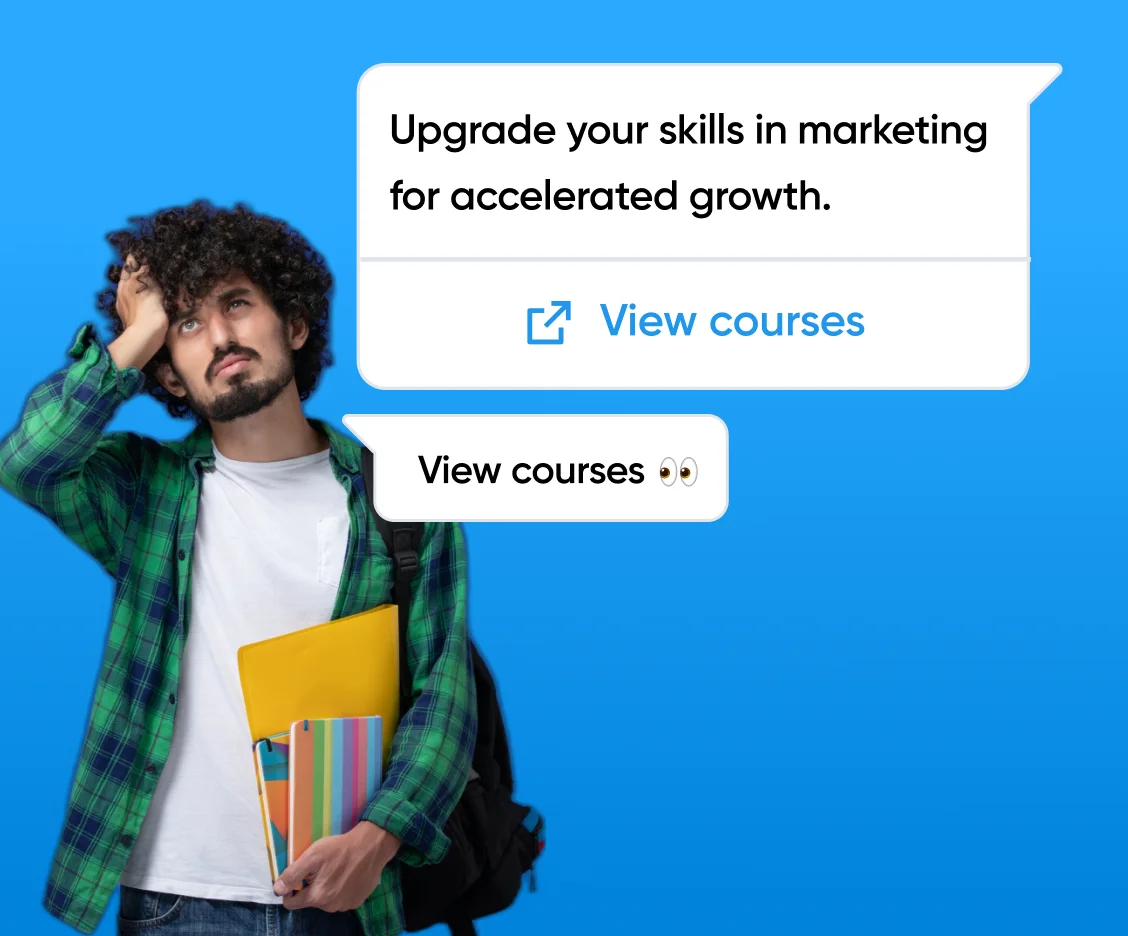 Upgrade your skills in marketing
for accelerated growth.
View courses
View courses 👀